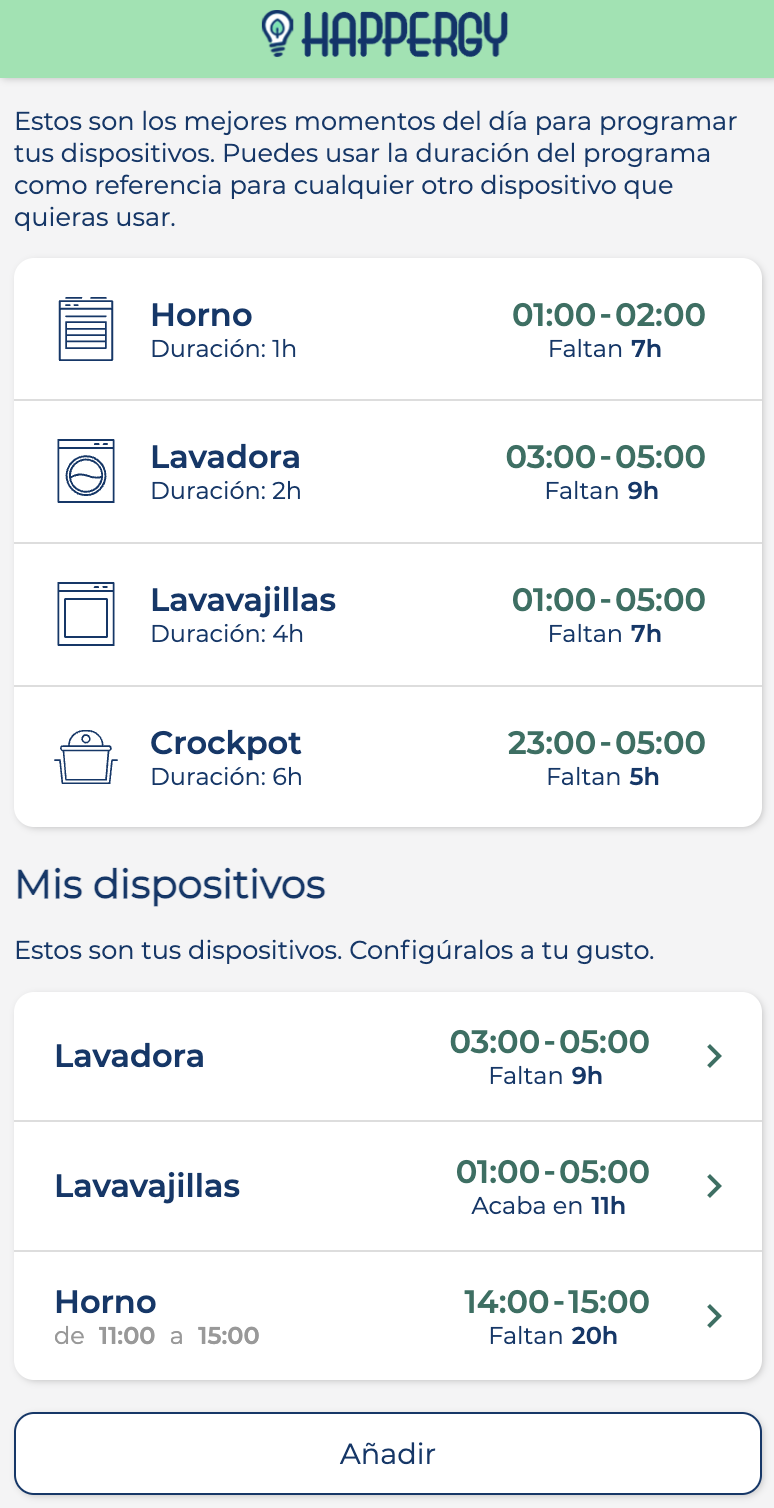 HAPPERGY
Estos son los mejores momentos del día para programar
tus dispositivos. Puedes usar la duración del programa
como referencia para cualquier otro dispositivo que
quieras usar.
Horno
Duración: 1h
01:00-02:00
Faltan 7h
Lavadora
Duración: 2h
03:00-05:00
Faltan 9h
Lavavajillas
Duración: 4h
01:00-05:00
Faltan 7h
Crockpot
Duración: 6h
23:00-05:00
Faltan 5h
Mis dispositivos
Estos son tus dispositivos. Configúralos a tu gusto.
Lavadora
03:00-05:00
Faltan 9h
Lavavajillas
01:00-05:00
Acaba en 11h
Horno
de 11:00 a 15:00
14:00-15:00
Faltan 20h
Añadir